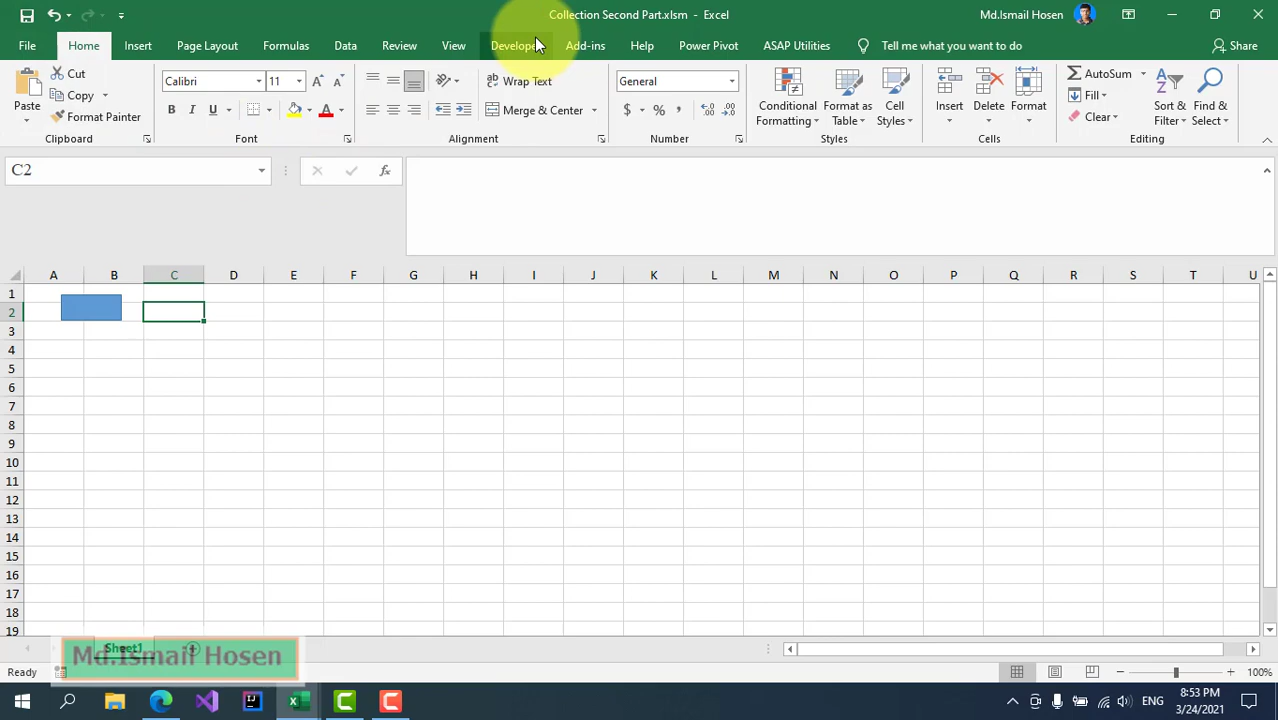 Collection Second Part.xlsm - Excel
Md.Ismail Hosen
File Home Insert Page Layout Formulas Data Review View Developer Add-ins Help Power Pivot ASAP Utilities Tell me what you want to do Share
Paste
Cut
Copy
Format Painter
Clipboard
Calibri 11
B I U
Font
Wrap Text
Merge & Center
Alignment
General
$ % ,
Number
Conditional Formatting
Format as Table
Cell Styles
Styles
Insert
Delete
Format
Cells
AutoSum
Fill
Clear
Sort & Filter
Find & Select
Editing
C2
fx
A B C D E F G H I J K L M N O P Q R S T U
1
2
3
4
5
6
7
8
9
10
11
12
13
14
15
16
17
18
19
Sheet1
Md.Ismail Hosen
Ready
100%
ENG
8:53 PM
3/24/2021